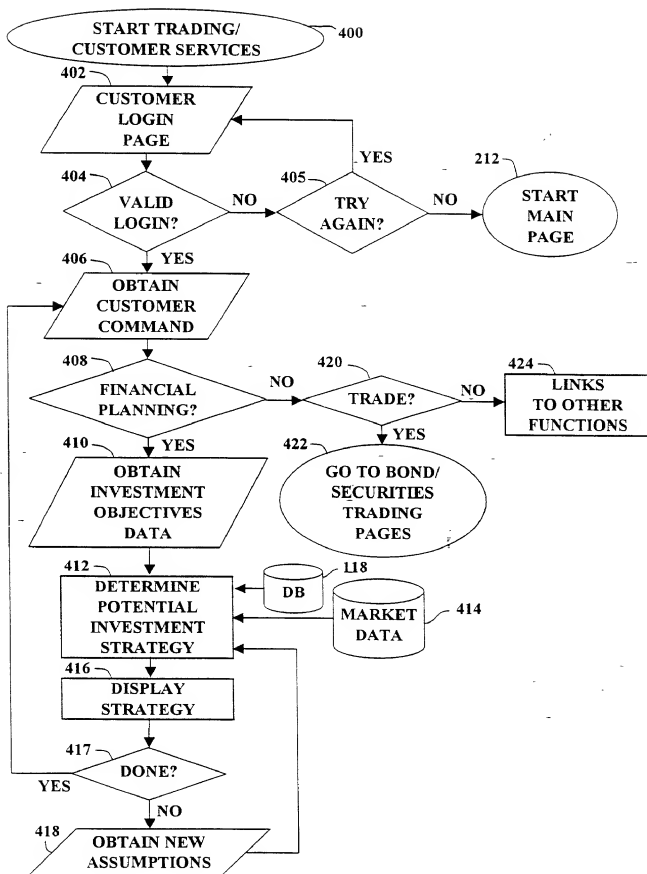 START TRADING/
CUSTOMER SERVICES
400
402
CUSTOMER
LOGIN
PAGE
YES
404
VALID
LOGIN?
NO
405
TRY
AGAIN?
NO
212
START
MAIN
PAGE
YES
406
OBTAIN
CUSTOMER
COMMAND
408
FINANCIAL
PLANNING?
NO
420
TRADE?
NO
424
LINKS
TO OTHER
FUNCTIONS
YES
410
OBTAIN
INVESTMENT
OBJECTIVES
DATA
YES
422
GO TO BOND/
SECURITIES
TRADING
PAGES
412
DETERMINE
POTENTIAL
INVESTMENT
STRATEGY
118
DB
MARKET
DATA
414
416
DISPLAY
STRATEGY
417
DONE?
YES
NO
418
OBTAIN NEW
ASSUMPTIONS